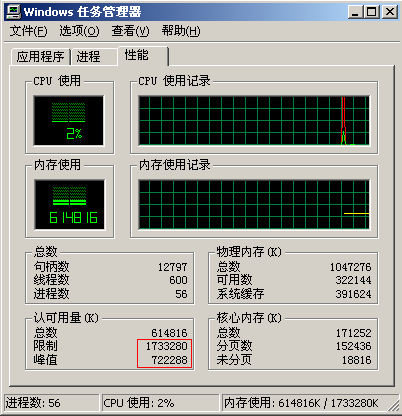 Windows 任务管理器
文件(F) 选项(O) 查看(V) 帮助(H)
应用程序 进程 性能
CPU 使用 CPU 使用记录
2%
内存使用 内存使用记录
614816
总数 物理内存(K)
句柄数 12797 总数 1047276
线程数 600 可用数 322144
进程数 56 系统缓存 391624
认可用量(K) 核心内存(K)
总数 614816 总数 171252
限制 1733280 分页数 152436
峰值 722288 未分页 18816
进程数: 56 CPU 使用: 2% 内存使用: 614816K / 1733280K